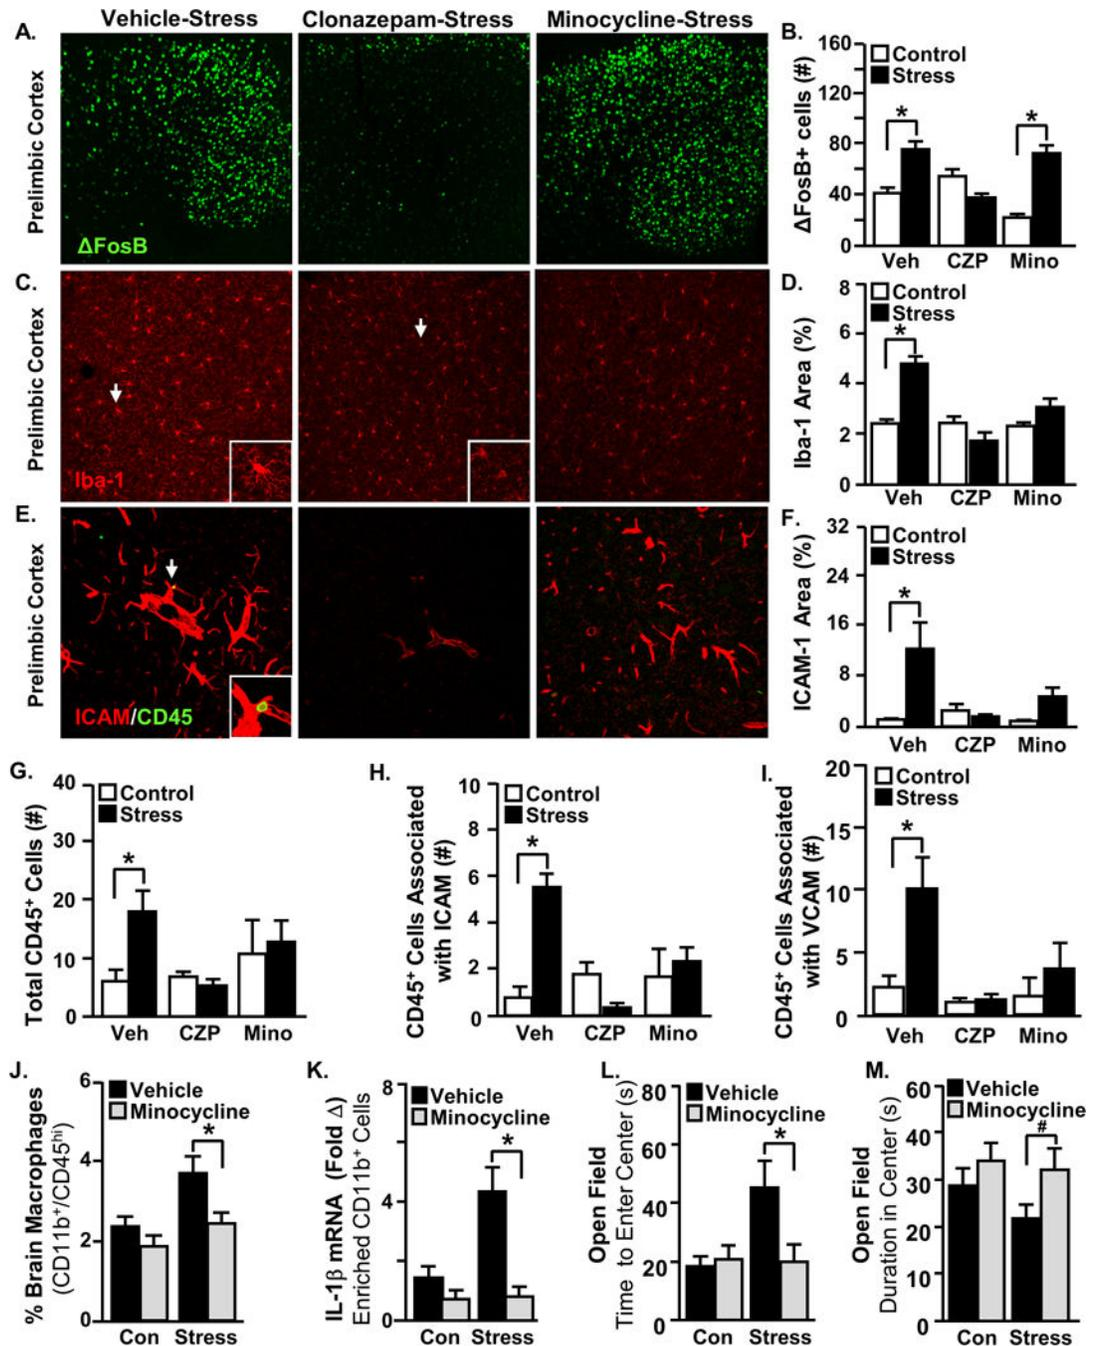 Vehicle-Stress Clonazepam-Stress Minocycline-Stress
A.
Prelimbic Cortex
ΔFosB
B.
ΔFosB+ cells (#)
160
120
80
40
0
Control
Stress
*
*
Veh CZP Mino
C.
Prelimbic Cortex
Iba-1
D.
Iba-1 Area (%)
8
6
4
2
0
Control
Stress
*
Veh CZP Mino
E.
Prelimbic Cortex
ICAM/CD45
F.
ICAM-1 Area (%)
32
24
16
8
0
Control
Stress
*
Veh CZP Mino
G.
Total CD45⁺ Cells (#)
40
30
20
10
0
Control
Stress
*
Veh CZP Mino
H.
CD45⁺ Cells Associated
with ICAM (#)
10
8
6
4
2
0
Control
Stress
*
Veh CZP Mino
I.
CD45⁺ Cells Associated
with VCAM (#)
20
15
10
5
0
Control
Stress
*
Veh CZP Mino
J.
% Brain Macrophages
(CD11b⁺/CD45ʰⁱ)
6
4
2
0
Vehicle
Minocycline
*
Con Stress
K.
IL-1β mRNA (Fold Δ)
Enriched CD11b⁺ Cells
8
4
0
Vehicle
Minocycline
*
Con Stress
L.
Open Field
Time to Enter Center (s)
80
60
40
20
0
Vehicle
Minocycline
*
Con Stress
M.
Open Field
Duration in Center (s)
60
40
30
20
10
0
Vehicle
Minocycline
#
Con Stress